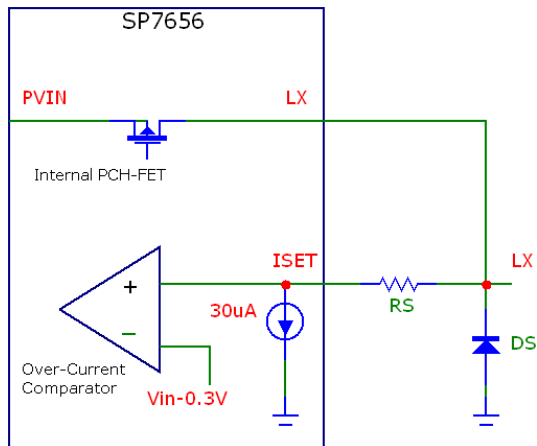 SP7656
PVIN
LX
Internal PCH-FET
ISET
LX
+
30uA
RS
−
DS
Over-Current
Comparator
Vin-0.3V